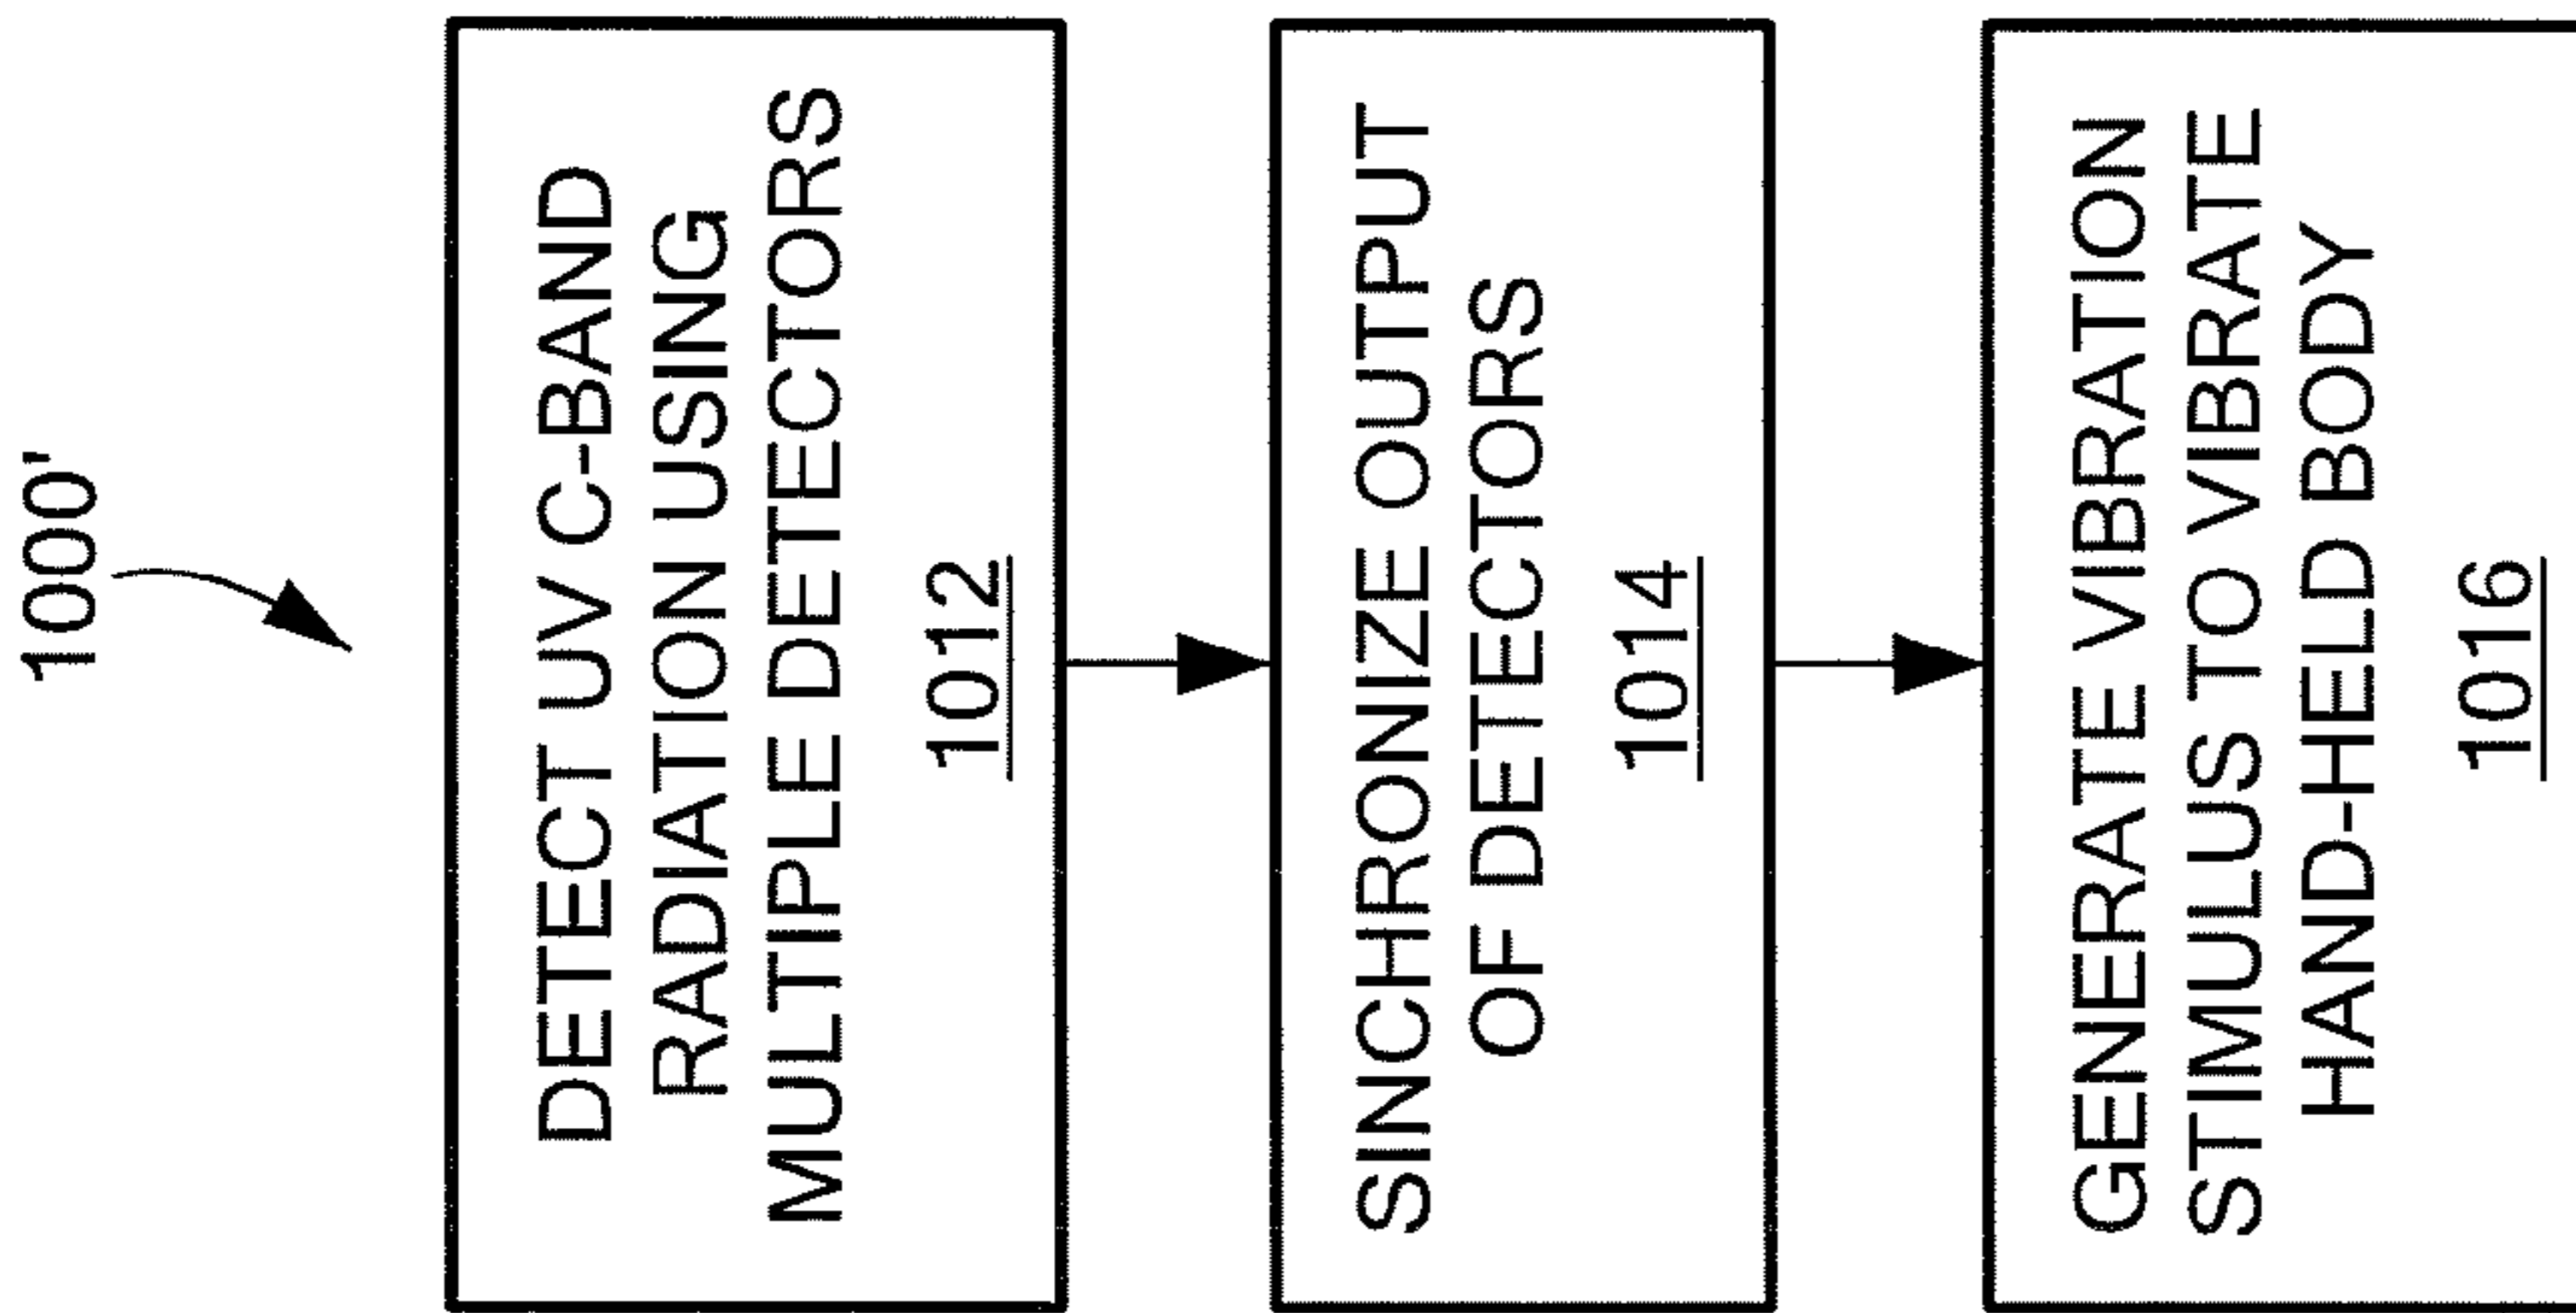 1000'
DETECT UV C-BAND
RADIATION USING
MULTIPLE DETECTORS
1012
SINCHRONIZE OUTPUT
OF DETECTORS
1014
GENERATE VIBRATION
STIMULUS TO VIBRATE
HAND-HELD BODY
1016